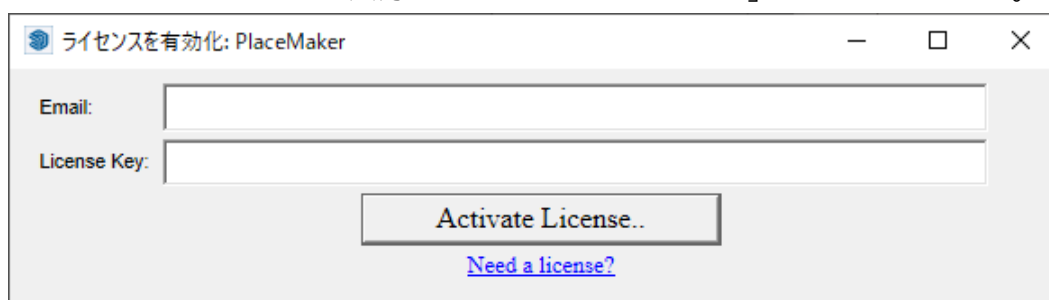 ライセンスを有効化: PlaceMaker
Email:
License Key:
Activate License..
Need a license?